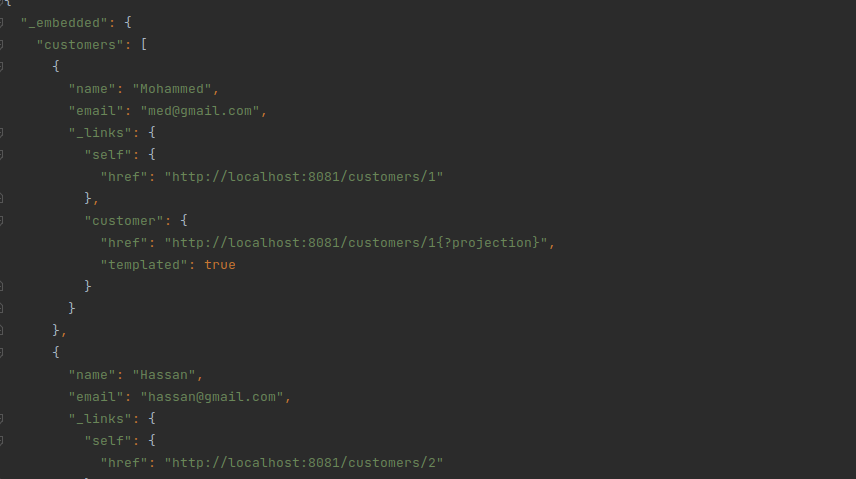 {
"_embedded": {
"customers": [
{
"name": "Mohammed",
"email": "med@gmail.com",
"_links": {
"self": {
"href": "http://localhost:8081/customers/1"
},
"customer": {
"href": "http://localhost:8081/customers/1{?projection}",
"templated": true
}
}
},
{
"name": "Hassan",
"email": "hassan@gmail.com",
"_links": {
"self": {
"href": "http://localhost:8081/customers/2"
}